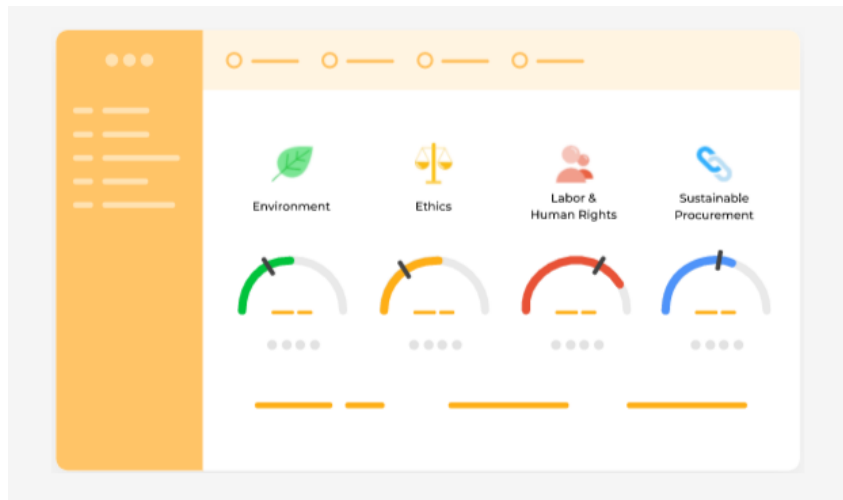 Environment
Ethics
Labor &
Human Rights
Sustainable
Procurement